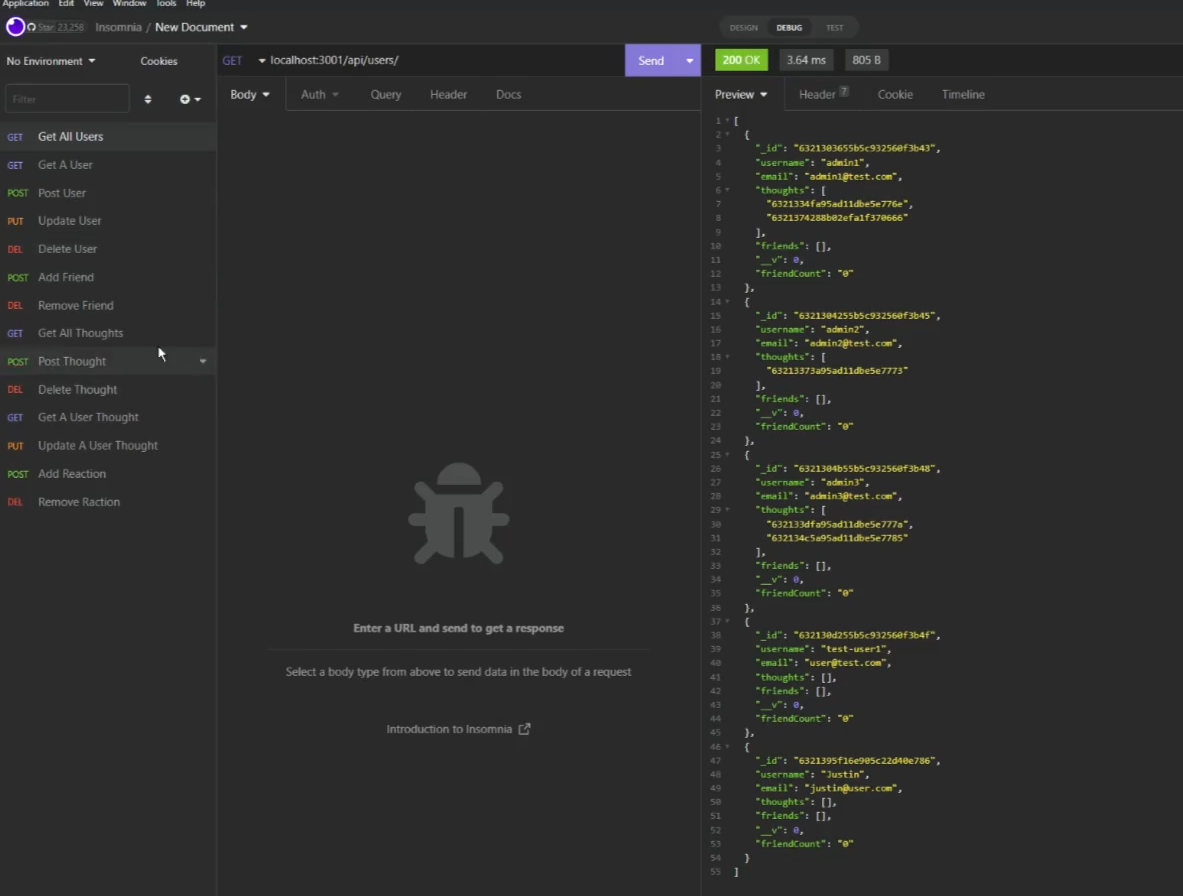 Application Edit View Window Tools Help
Star 23,258 Insomnia / New Document
DESIGN DEBUG TEST
No Environment Cookies
Filter
GET Get All Users
GET Get A User
POST Post User
PUT Update User
DEL Delete User
POST Add Friend
DEL Remove Friend
GET Get All Thoughts
POST Post Thought
DEL Delete Thought
GET Get A User Thought
PUT Update A User Thought
POST Add Reaction
DEL Remove Raction
GET localhost:3001/api/users/ Send
Body Auth Query Header Docs
Enter a URL and send to get a response
Select a body type from above to send data in the body of a request
Introduction to Insomnia
200 OK 3.64 ms 805 B
Preview Header 7 Cookie Timeline
1 [
2 {
3 "_id": "6321303655b5c932560f3b43",
4 "username": "admin1",
5 "email": "admin1@test.com",
6 "thoughts": [
7 "6321334fa95ad11dbe5e776e",
8 "6321374288b02efa1f370666"
9 ],
10 "friends": [],
11 "__v": 0,
12 "friendCount": "0"
13 },
14 {
15 "_id": "6321304255b5c932560f3b45",
16 "username": "admin2",
17 "email": "admin2@test.com",
18 "thoughts": [
19 "63213373a95ad11dbe5e7773"
20 ],
21 "friends": [],
22 "__v": 0,
23 "friendCount": "0"
24 },
25 {
26 "_id": "6321304b55b5c932560f3b48",
27 "username": "admin3",
28 "email": "admin3@test.com",
29 "thoughts": [
30 "632133dfa95ad11dbe5e777a",
31 "632134c5a95ad11dbe5e7785"
32 ],
33 "friends": [],
34 "__v": 0,
35 "friendCount": "0"
36 },
37 {
38 "_id": "632130d255b5c932560f3b4f",
39 "username": "test-user1",
40 "email": "user@test.com",
41 "thoughts": [],
42 "friends": [],
43 "__v": 0,
44 "friendCount": "0"
45 },
46 {
47 "_id": "6321395f16e905c22d40e786",
48 "username": "Justin",
49 "email": "justin@user.com",
50 "thoughts": [],
51 "friends": [],
52 "__v": 0,
53 "friendCount": "0"
54 }
55 ]